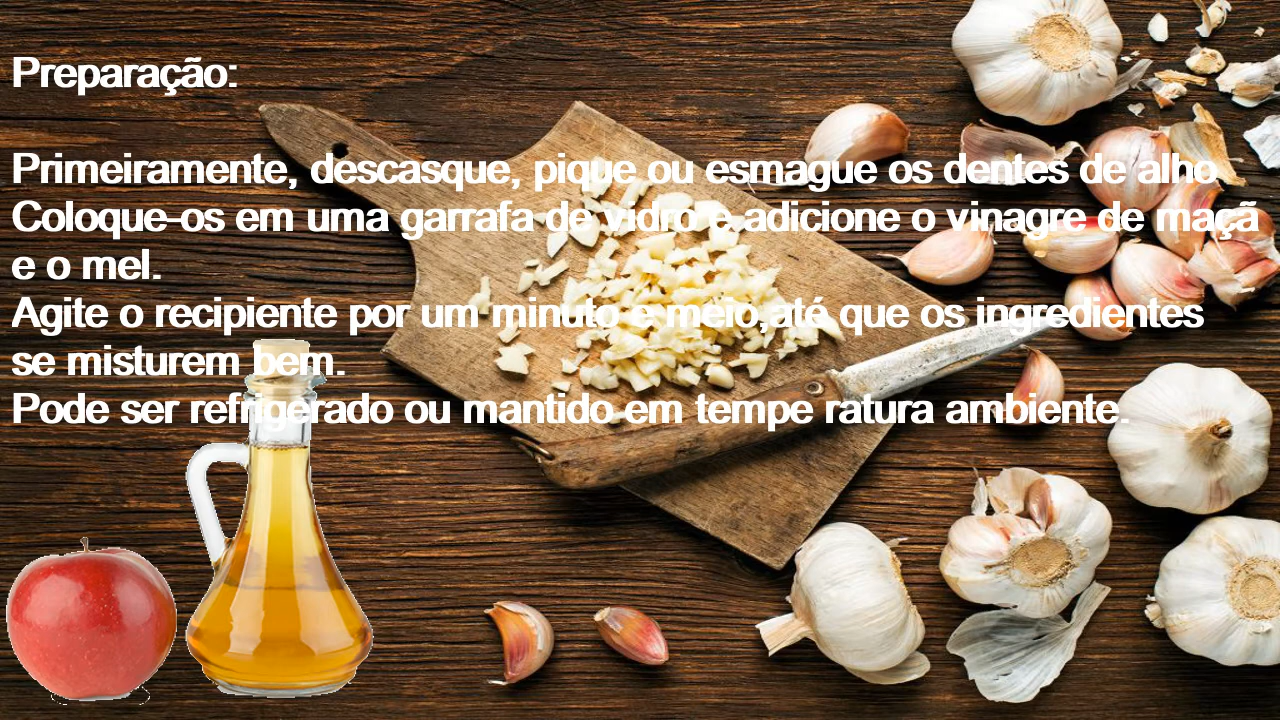 Preparação:
Primeiramente, descasque, pique ou esmague os dentes de alho
Coloque-os em uma garrafa de vidro e adicione o vinagre de maçã
e o mel.
Agite o recipiente por um minuto e meio,até que os ingredientes
se misturem bem.
Pode ser refrigerado ou mantido em tempe ratura ambiente.